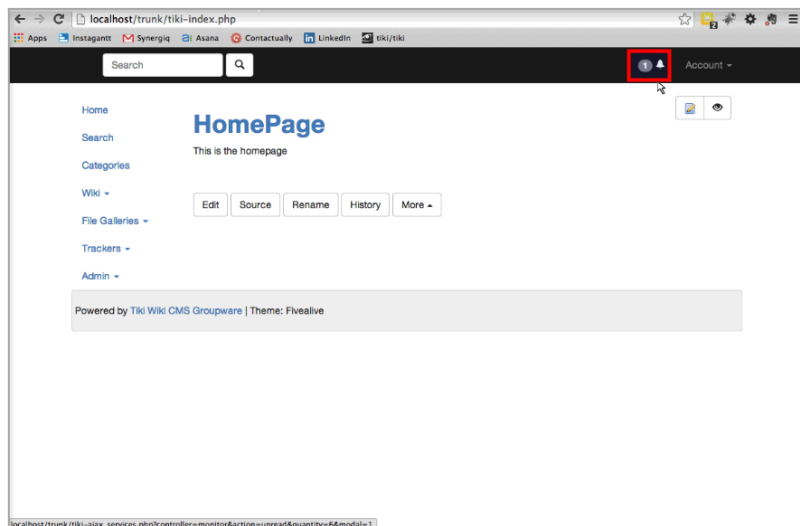 localhost/trunk/tiki-index.php
2
Apps Instagantt Synergiq Asana Contactually LinkedIn tiki/tiki
Search 1 Account
Home
Search
Categories
Wiki
File Galleries
Trackers
Admin
HomePage
This is the homepage
Edit Source Rename History More
Powered by Tiki Wiki CMS Groupware | Theme: Fivealive
localhost/trunk/tiki-ajax_services.php?controller=monitor&action=unread&quantity=6&modal=1